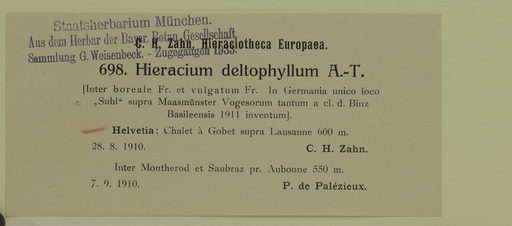 Staatsherbarium München.
Aus dem Herbar der Bayer. Botan. Gesellschaft,
C. H. Zahn, Hieraciotheca Europaea.
Sammlung G. Weisenbeck. - Zugegangen 1953.
698. Hieracium deltophyllum A.-T.
[Inter boreale Fr. et vulgatum Fr. In Germania unico loco
„Suhl“ supra Maasmünster Vogesorum tantum a cl. d. Binz
Basileensis 1911 inventum].
Helvetia: Chalet à Gobet supra Lausanne 600 m.
28. 8. 1910. C. H. Zahn.
Inter Montherod et Saubraz pr. Aubonne 550 m.
7. 9. 1910. P. de Palézieux.